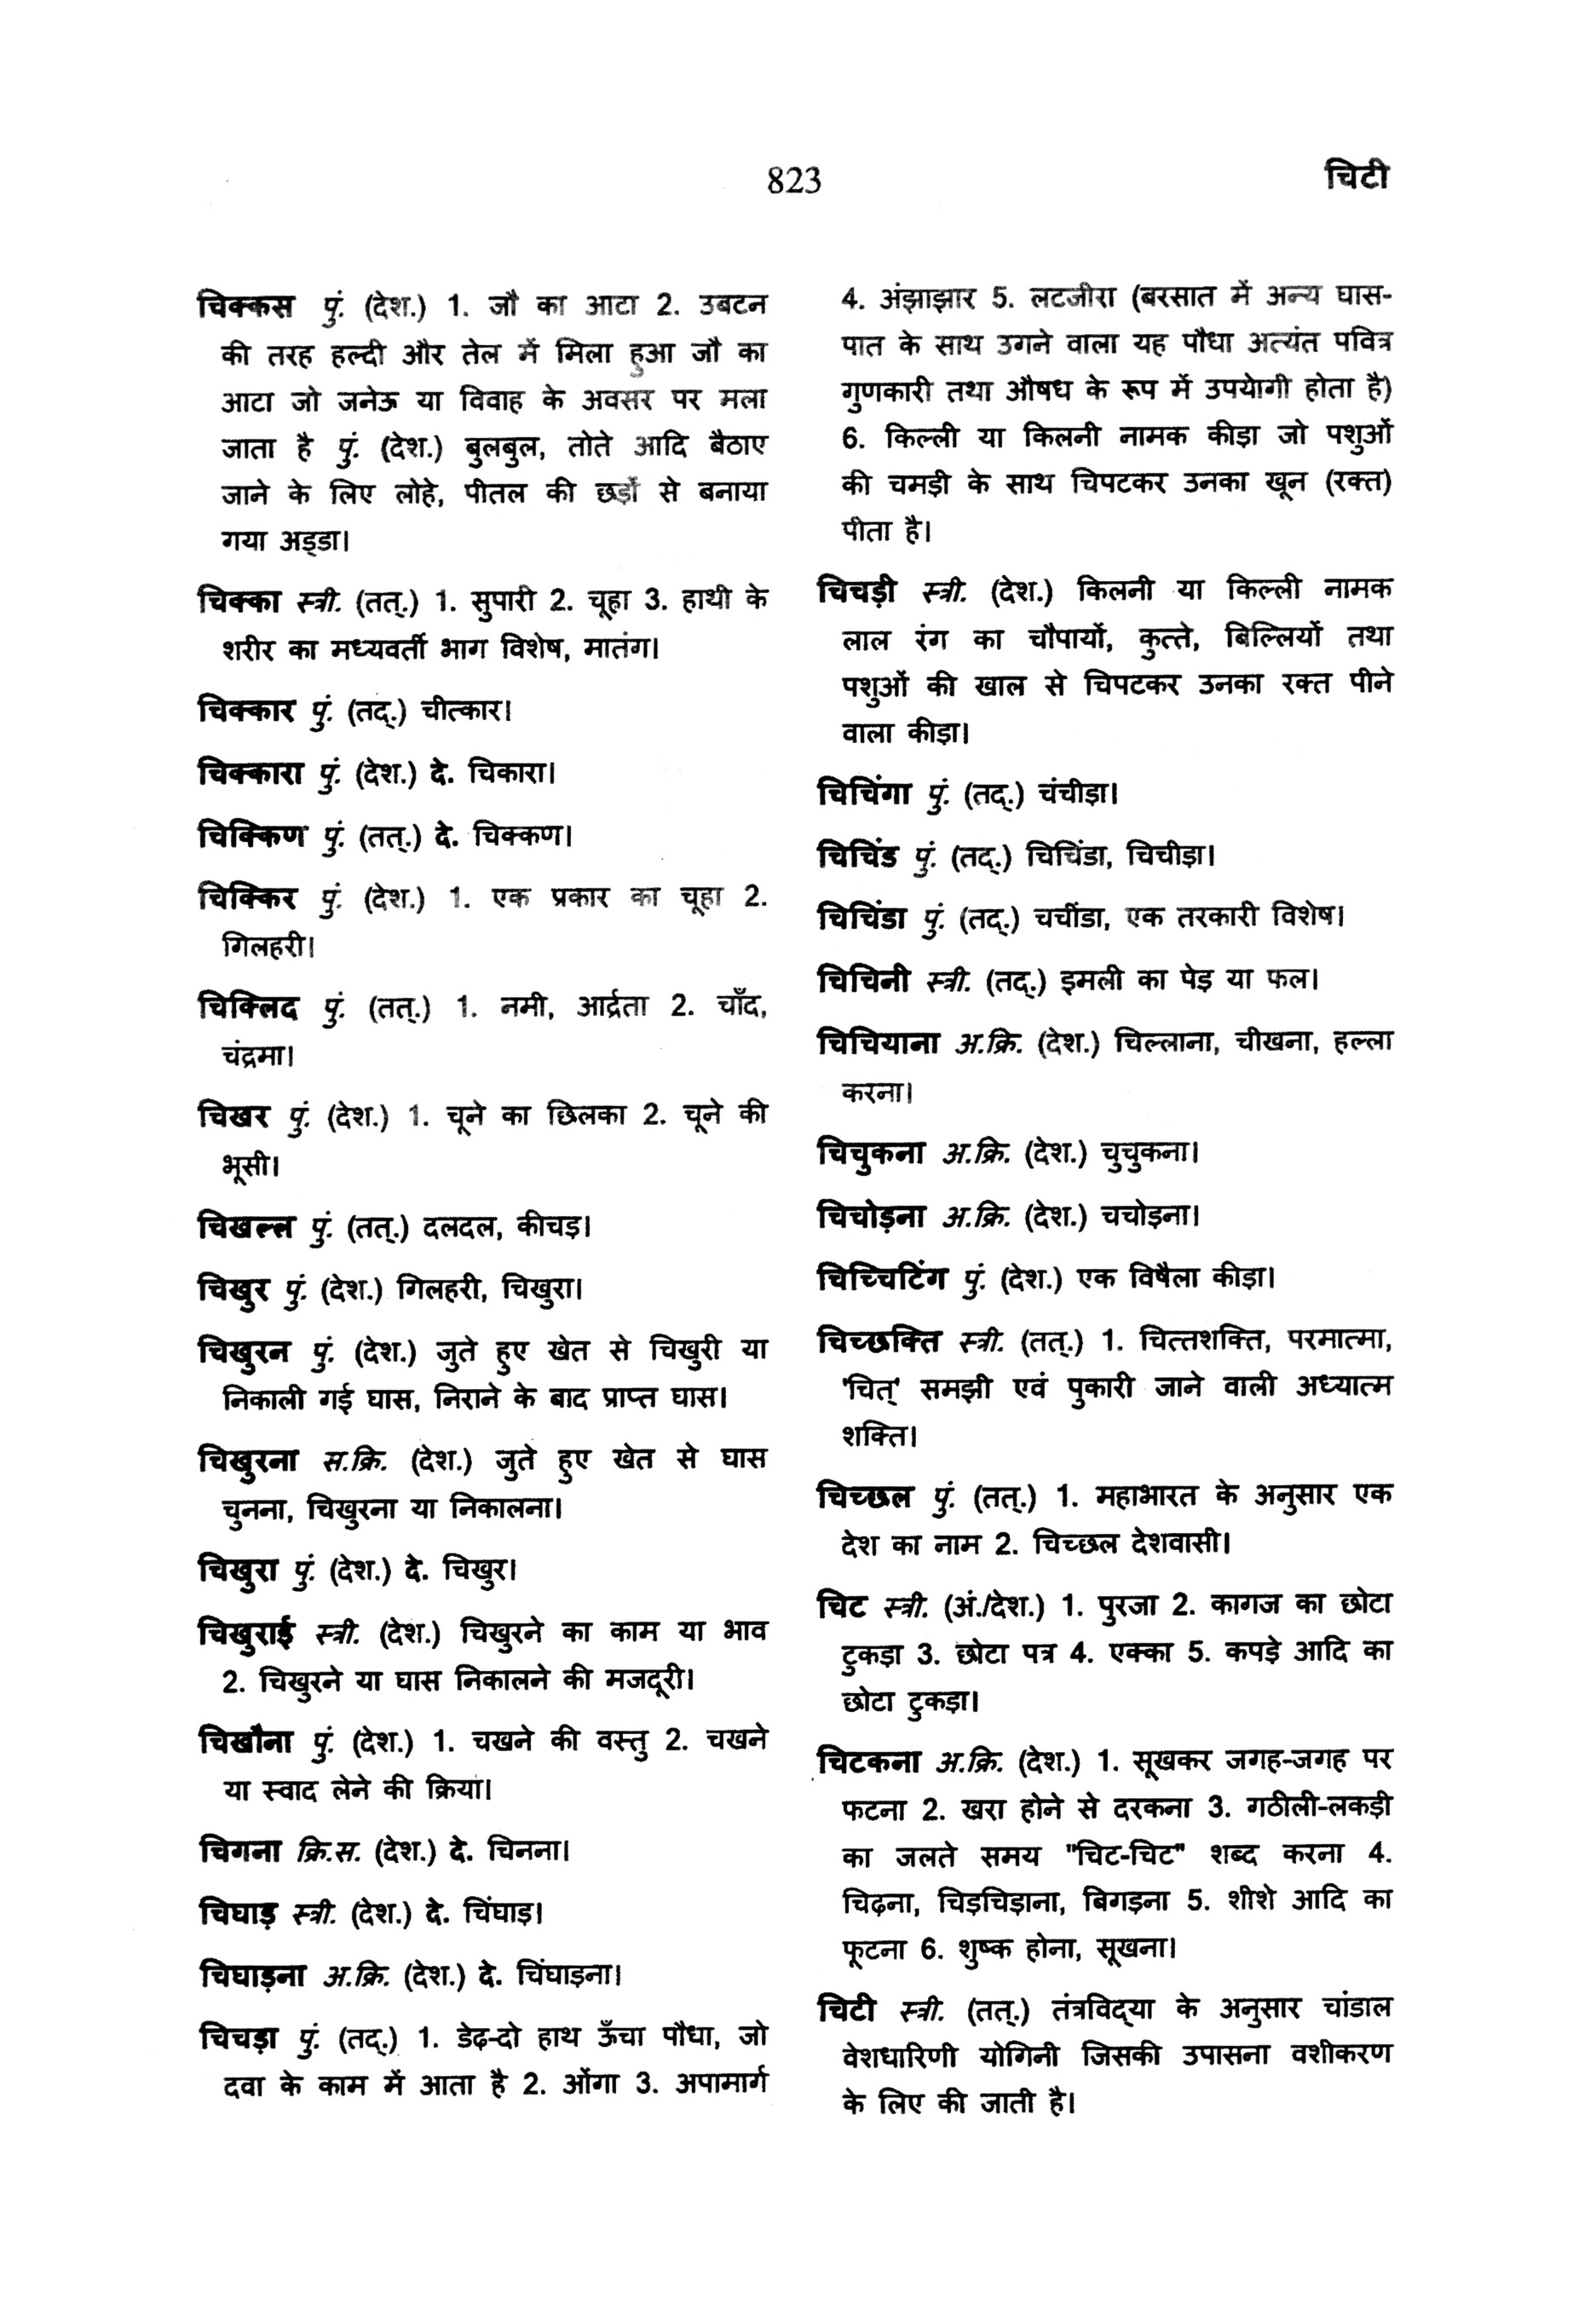 823
चिटी
चिक्कस पुं. (देश.) 1. जौ का आटा 2. उबटन
की तरह हल्दी और तेल में मिला हुआ जौ का
आटा जो जनेऊ या विवाह के अवसर पर मला
जाता है पुं. (देश.) बुलबुल, तोते आदि बैठाए
जाने के लिए लोहे, पीतल की छड़ों से बनाया
गया अड्डा।
चिक्का स्त्री. (तत्.) 1. सुपारी 2. चूहा 3. हाथी के
शरीर का मध्यवर्ती भाग विशेष, मातंग।
चिक्कार पुं. (तद्.) चीत्कार।
चिक्कारा पुं. (देश.) दे. चिकारा।
चिक्किण पुं. (तत्.) दे. चिक्कण।
चिक्किर पुं. (देश.) 1. एक प्रकार का चूहा 2.
गिलहरी।
चिक्लिद पुं. (तत्.) 1. नमी, आर्द्रता 2. चाँद,
चंद्रमा।
चिखर पुं. (देश.) 1. चूने का छिलका 2. चूने की
भूसी।
चिखल्ल पुं. (तत्.) दलदल, कीचड़।
चिखुर पुं. (देश.) गिलहरी, चिखुरा।
चिखुरन पुं. (देश.) जुते हुए खेत से चिखुरी या
निकाली गई घास, निराने के बाद प्राप्त घास।
चिखुरना स.क्रि. (देश.) जुते हुए खेत से घास
चुनना, चिखुरना या निकालना।
चिखुरा पुं. (देश.) दे. चिखुर।
चिखुराई स्त्री. (देश.) चिखुरने का काम या भाव
2. चिखुरने या घास निकालने की मजदूरी।
चिखौना पुं. (देश.) 1. चखने की वस्तु 2. चखने
या स्वाद लेने की क्रिया।
चिगना क्रि.स. (देश.) दे. चिनना।
चिघाड़ स्त्री. (देश.) दे. चिंघाड़।
चिघाड़ना अ.क्रि. (देश.) दे. चिंघाड़ना।
चिचड़ा पुं. (तद्.) 1. डेढ़-दो हाथ ऊँचा पौधा, जो
दवा के काम में आता है 2. ओंगा 3. अपामार्ग
4. अंझाझार 5. लटजीरा (बरसात में अन्य घास-
पात के साथ उगने वाला यह पौधा अत्यंत पवित्र
गुणकारी तथा औषध के रूप में उपयेागी होता है)
6. किल्ली या किलनी नामक कीड़ा जो पशुओं
की चमड़ी के साथ चिपटकर उनका खून (रक्त)
पीता है।
चिचड़ी स्त्री. (देश.) किलनी या किल्ली नामक
लाल रंग का चौपायों, कुत्ते, बिल्लियों तथा
पशुओं की खाल से चिपटकर उनका रक्त पीने
वाला कीड़ा।
चिचिंगा पुं. (तद्.) चंचीड़ा।
चिचिंड पुं. (तद्.) चिचिंडा, चिचीड़ा।
चिचिंडा पुं. (तद्.) चचींडा, एक तरकारी विशेष।
चिचिनी स्त्री. (तद्.) इमली का पेड़ या फल।
चिचियाना अ.क्रि. (देश.) चिल्लाना, चीखना, हल्ला
करना।
चिचुकना अ.क्रि. (देश.) चुचुकना।
चिचोड़ना अ.क्रि. (देश.) चचोड़ना।
चिच्चिटिंग पुं. (देश.) एक विषैला कीड़ा।
चिच्छक्ति स्त्री. (तत्.) 1. चित्तशक्ति, परमात्मा,
'चित्' समझी एवं पुकारी जाने वाली अध्यात्म
शक्ति।
चिच्छल पुं. (तत्.) 1. महाभारत के अनुसार एक
देश का नाम 2. चिच्छल देशवासी।
चिट स्त्री. (अं./देश.) 1. पुरजा 2. कागज का छोटा
टुकड़ा 3. छोटा पत्र 4. एक्का 5. कपड़े आदि का
छोटा टुकड़ा।
चिटकना अ.क्रि. (देश.) 1. सूखकर जगह-जगह पर
फटना 2. खरा होने से दरकना 3. गठीली-लकड़ी
का जलते समय "चिट-चिट" शब्द करना 4.
चिढ़ना, चिड़चिड़ाना, बिगड़ना 5. शीशे आदि का
फूटना 6. शुष्क होना, सूखना।
चिटी स्त्री. (तत्.) तंत्रविद्या के अनुसार चांडाल
वेशधारिणी योगिनी जिसकी उपासना वशीकरण
के लिए की जाती है।